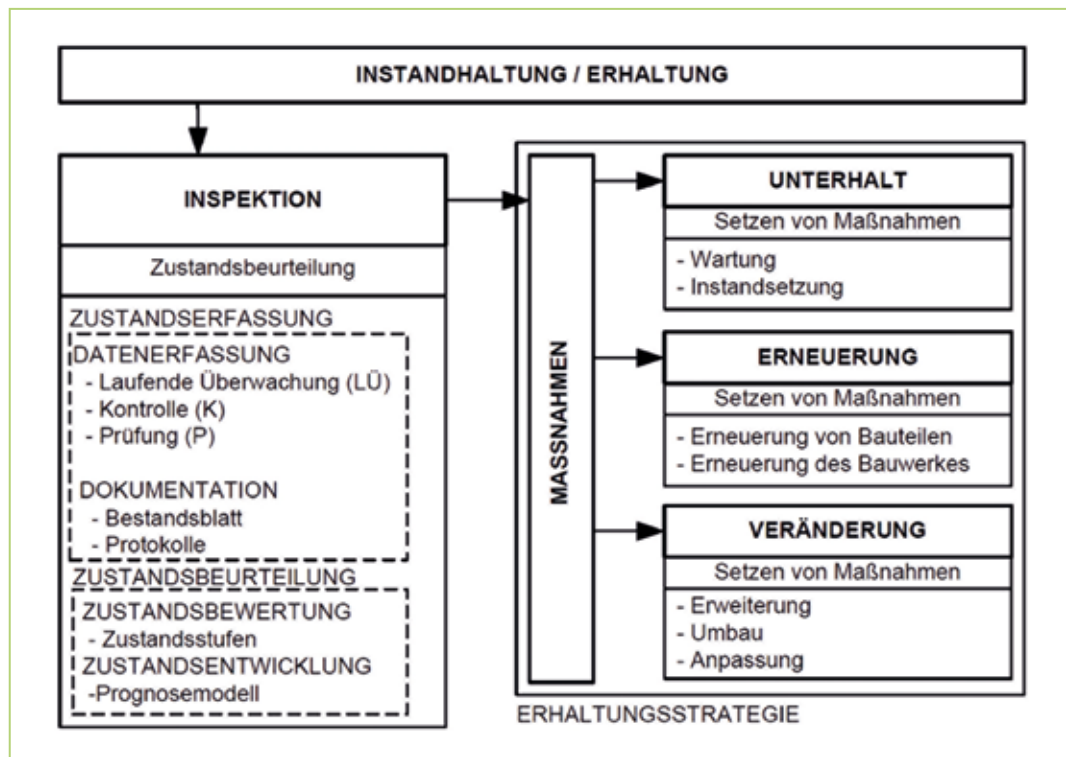 INSTANDHALTUNG / ERHALTUNG
INSPEKTION
Zustandsbeurteilung
ZUSTANDSERFASSUNG
DATENERFASSUNG
- Laufende Überwachung (LÜ)
- Kontrolle (K)
- Prüfung (P)
DOKUMENTATION
- Bestandsblatt
- Protokolle
ZUSTANDSBEURTEILUNG
ZUSTANDSBEWERTUNG
- Zustandsstufen
ZUSTANDSENTWICKLUNG
-Prognosemodell
MASSNAHMEN
UNTERHALT
Setzen von Maßnahmen
- Wartung
- Instandsetzung
ERNEUERUNG
Setzen von Maßnahmen
- Erneuerung von Bauteilen
- Erneuerung des Bauwerkes
VERÄNDERUNG
Setzen von Maßnahmen
- Erweiterung
- Umbau
- Anpassung
ERHALTUNGSSTRATEGIE